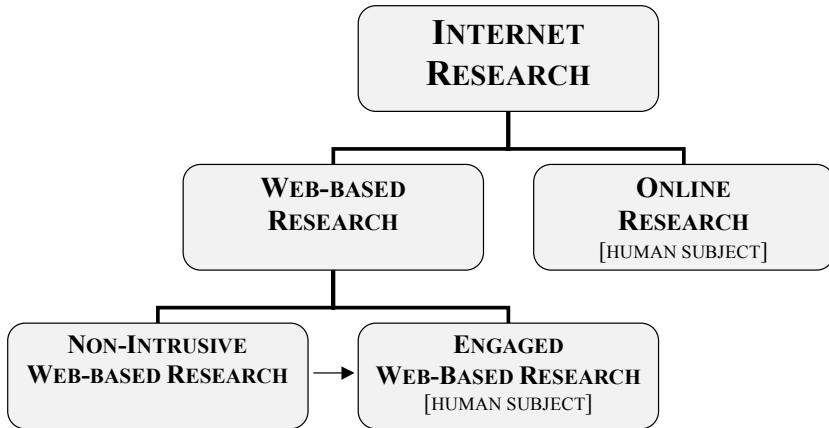 INTERNET
RESEARCH
WEB-BASED
RESEARCH
ONLINE
RESEARCH
[HUMAN SUBJECT]
NON-INTRUSIVE
WEB-BASED RESEARCH
ENGAGED
WEB-BASED RESEARCH
[HUMAN SUBJECT]